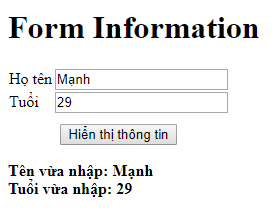 Form Information
Họ tên Mạnh
Tuổi 29
Hiển thị thông tin
Tên vừa nhập: Mạnh
Tuổi vừa nhập: 29